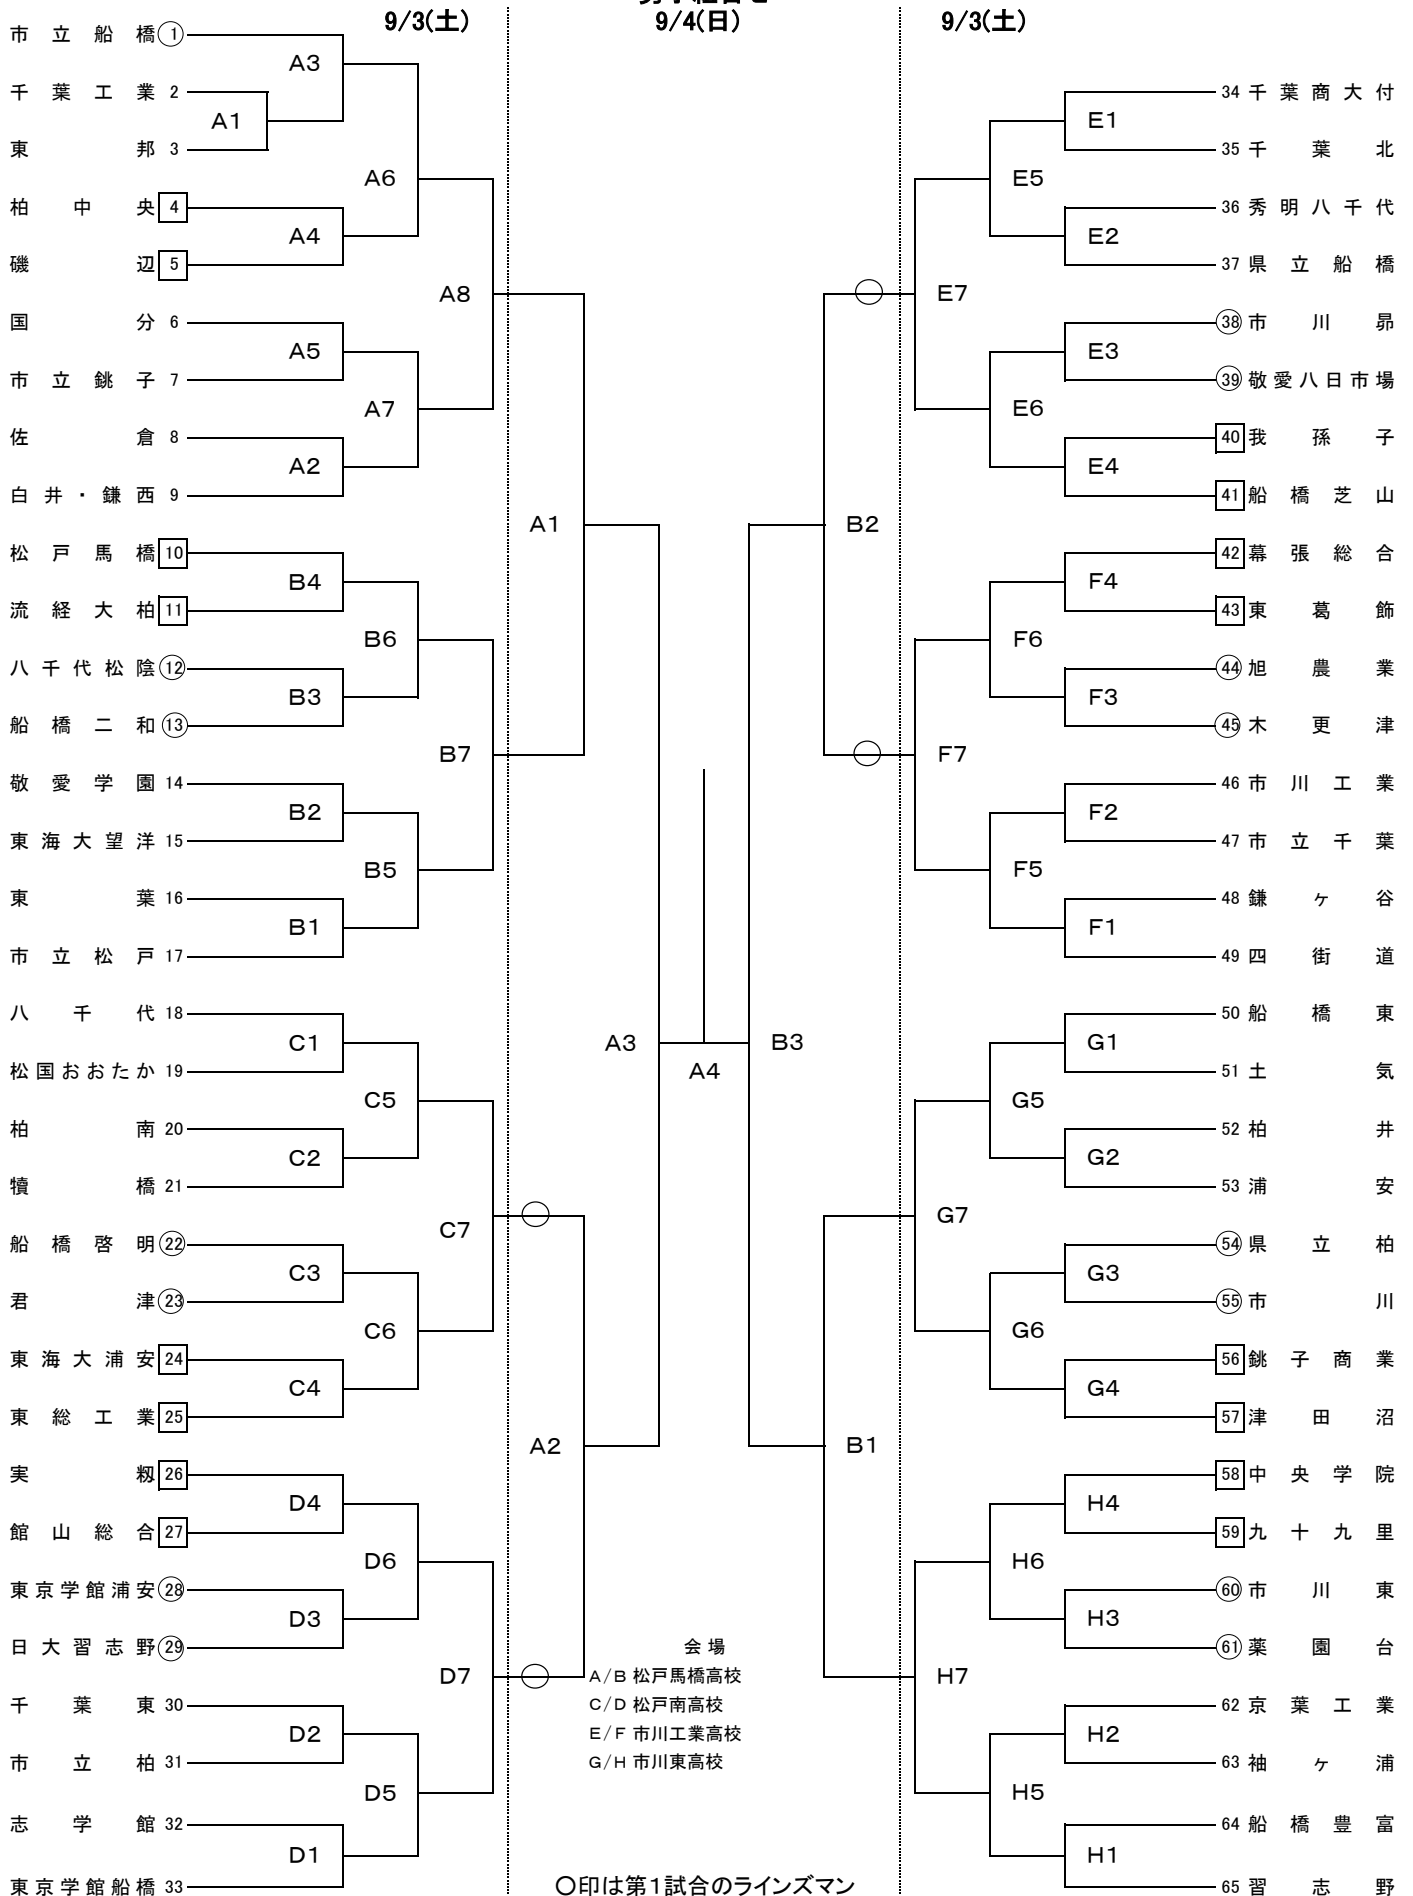 9/3(土)
9/4(日)
9/3(土)
市立船橋 1
千葉工業 2
東邦 3
柏中央 4
磯辺 5
国分 6
市立銚子 7
佐倉 8
白井・鎌西 9
松戸馬橋 10
流経大柏 11
八千代松陰 12
船橋二和 13
敬愛学園 14
東海大望洋 15
東葉 16
市立松戸 17
八千代 18
松国おおたか 19
柏南 20
犢橋 21
船橋啓明 22
君津 23
東海大浦安 24
東総工業 25
実籾 26
館山総合 27
東京学館浦安 28
日大習志野 29
千葉東 30
市立柏 31
志学館 32
東京学館船橋 33
A3
A1
A6
A4
A8
A5
A7
A2
B4
B6
B3
B7
B2
B5
B1
C1
C5
C2
C7
C3
C6
C4
D4
D6
D3
D7
D2
D5
D1
A1
A2
A3
A4
B3
B2
B1
E1
E5
E2
E7
E3
E6
E4
F4
F6
F3
F7
F2
F5
F1
G1
G5
G2
G7
G3
G6
G4
H4
H6
H3
H7
H2
H5
H1
34 千葉商大付
35 千葉北
36 秀明八千代
37 県立船橋
38 市川昴
39 敬愛八日市場
40 我孫子
41 船橋芝山
42 幕張総合
43 東葛飾
44 旭農業
45 木更津
46 市川工業
47 市立千葉
48 鎌ヶ谷
49 四街道
50 船橋東
51 土気
52 柏井
53 浦安
54 県立柏
55 市川
56 銚子商業
57 津田沼
58 中央学院
59 九十九里
60 市川東
61 薬園台
62 京葉工業
63 袖ヶ浦
64 船橋豊富
65 習志野
会場
A/B 松戸馬橋高校
C/D 松戸南高校
E/F 市川工業高校
G/H 市川東高校
〇印は第1試合のラインズマン